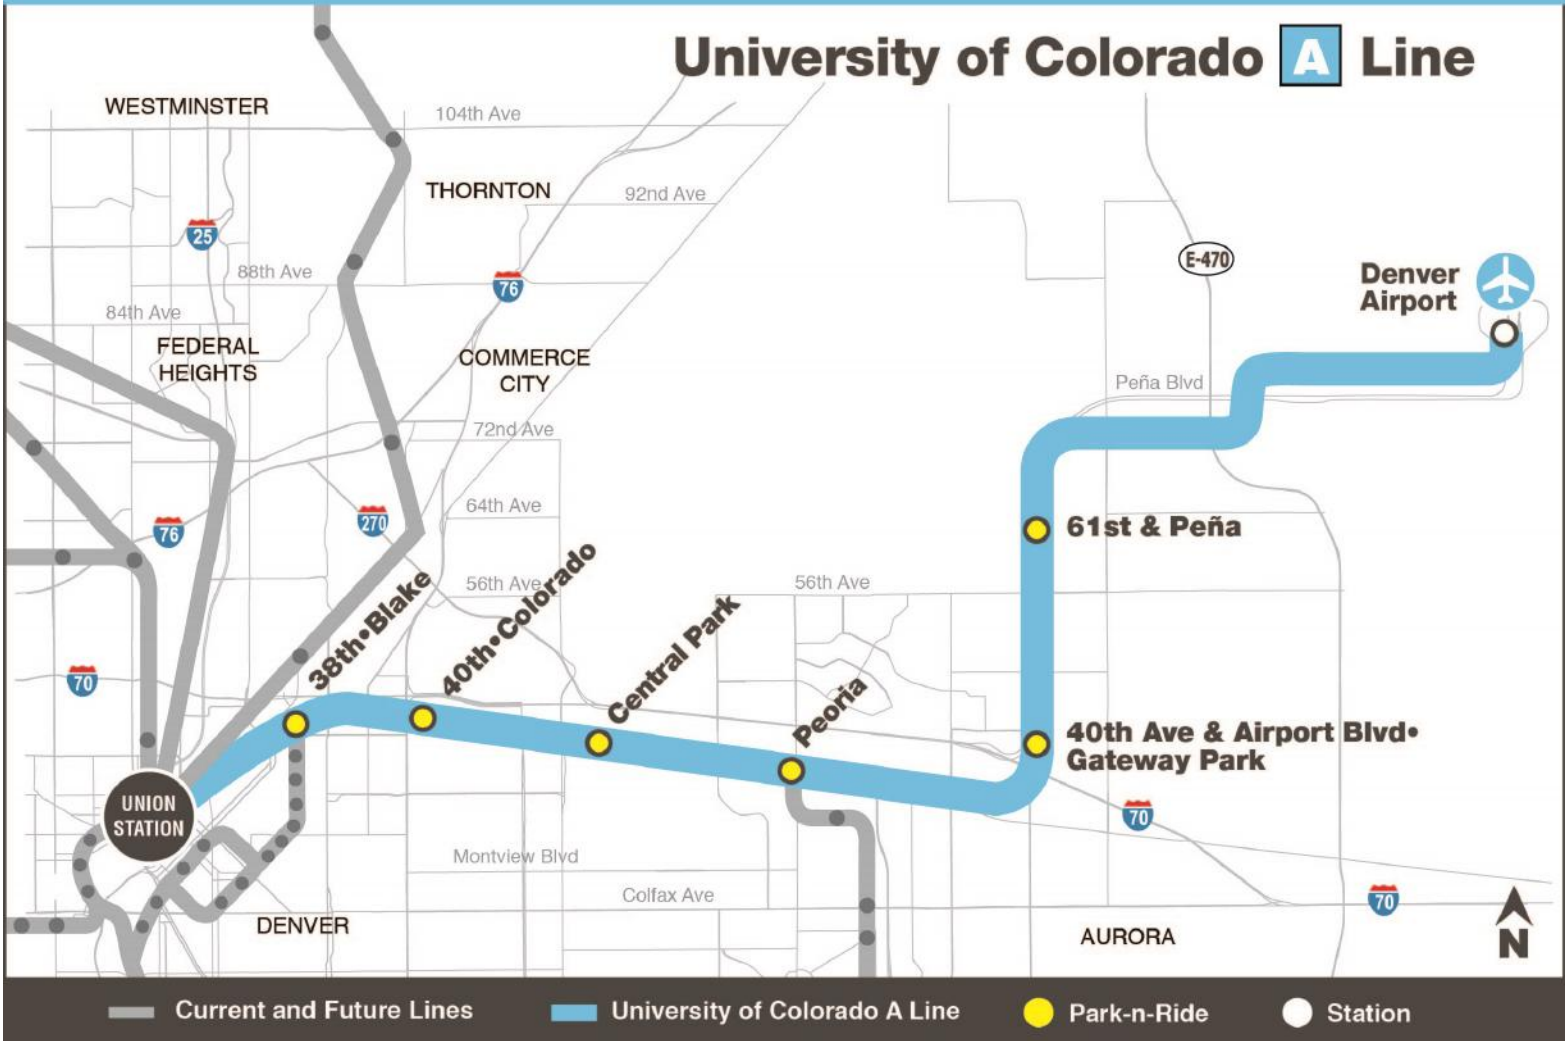 University of Colorado A Line
WESTMINSTER
104th Ave
THORNTON
92nd Ave
25
E-470
88th Ave
76
Denver
Airport
84th Ave
FEDERAL
HEIGHTS
COMMERCE
CITY
Peña Blvd
72nd Ave
64th Ave
76
270
61st & Peña
56th Ave
56th Ave
38th•Blake
40th•Colorado
Central Park
Peoria
70
40th Ave & Airport Blvd•
Gateway Park
UNION
STATION
70
Montview Blvd
Colfax Ave
70
DENVER
AURORA
N
Current and Future Lines
University of Colorado A Line
Park-n-Ride
Station